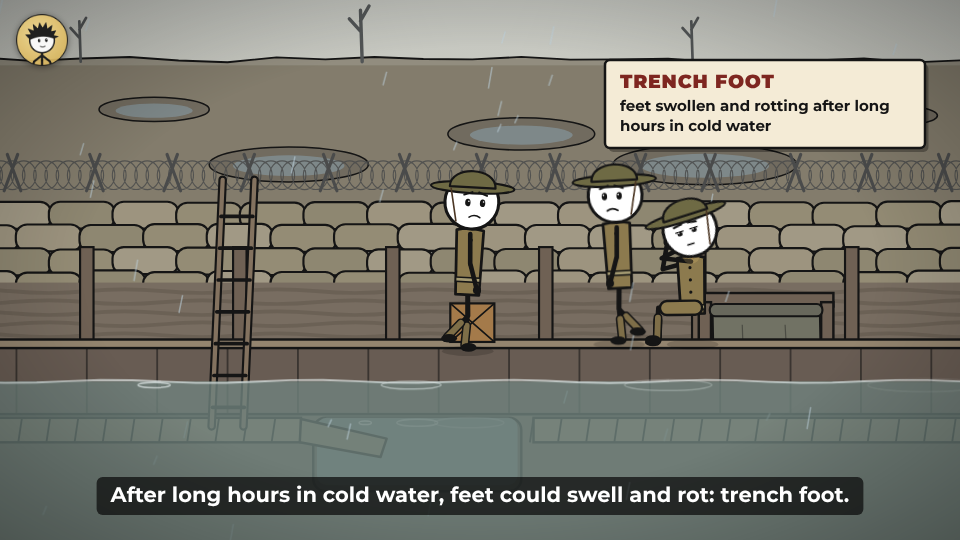 TRENCH FOOT
feet swollen and rotting after long
hours in cold water
After long hours in cold water, feet could swell and rot: trench foot.